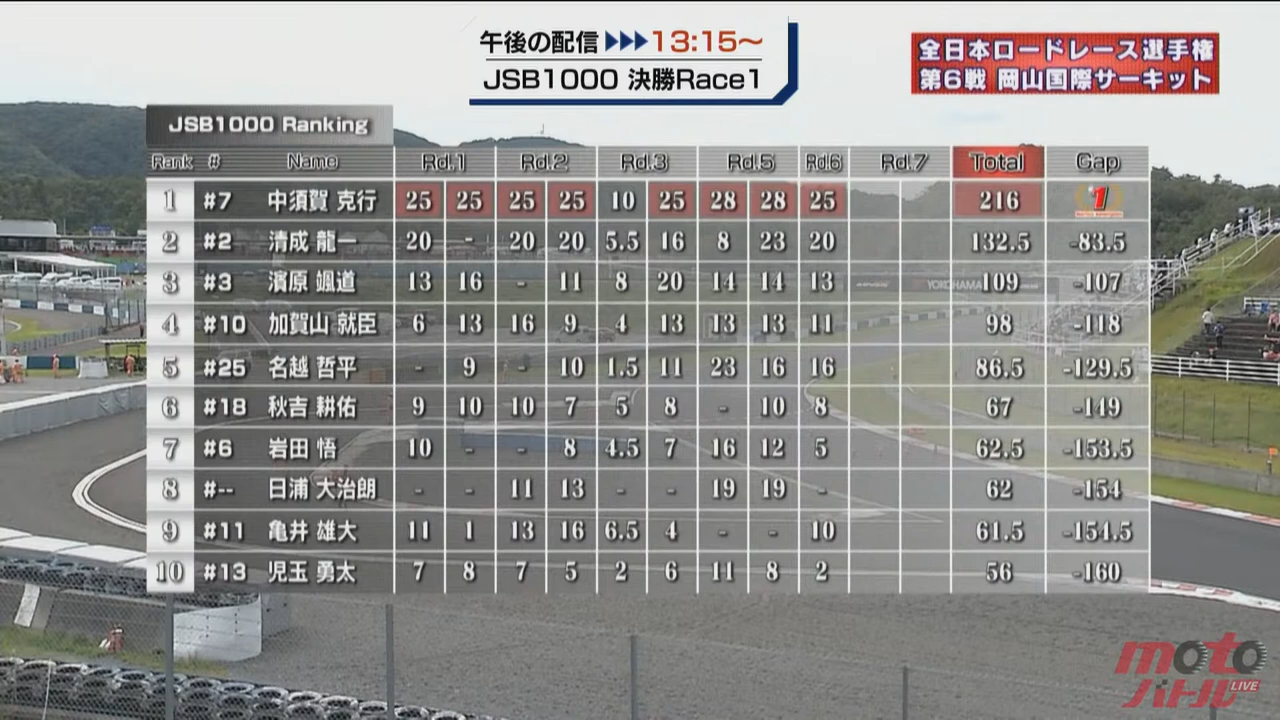 午後の配信 ▶▶▶ 13:15～
JSB1000 決勝Race1
全日本ロードレース選手権
第6戦 岡山国際サーキット
JSB1000 Ranking
Rank # Name Rd.1 Rd.2 Rd.3 Rd.5 Rd.6 Rd.7 Total Gap
1 #7 中須賀 克行 25 25 25 25 10 25 28 28 25 216 1
2 #2 清成 龍一 20 - 20 20 5.5 16 8 23 20 132.5 -83.5
3 #3 濱原 颯道 13 16 - 11 8 20 14 14 13 109 -107
4 #10 加賀山 就臣 6 13 16 9 4 13 13 13 11 98 -118
5 #25 名越 哲平 - 9 - 10 1.5 11 23 16 16 86.5 -129.5
6 #18 秋吉 耕佑 9 10 10 7 5 8 - 10 8 67 -149
7 #6 岩田 悟 10 - - 8 4.5 7 16 12 5 62.5 -153.5
8 #-- 日浦 大治朗 - - 11 13 - - 19 19 - 62 -154
9 #11 亀井 雄大 11 1 13 16 6.5 4 - - 10 61.5 -154.5
10 #13 児玉 勇太 7 8 7 5 2 6 11 8 2 56 -160
YOKOHAMA
moto
バトル LIVE